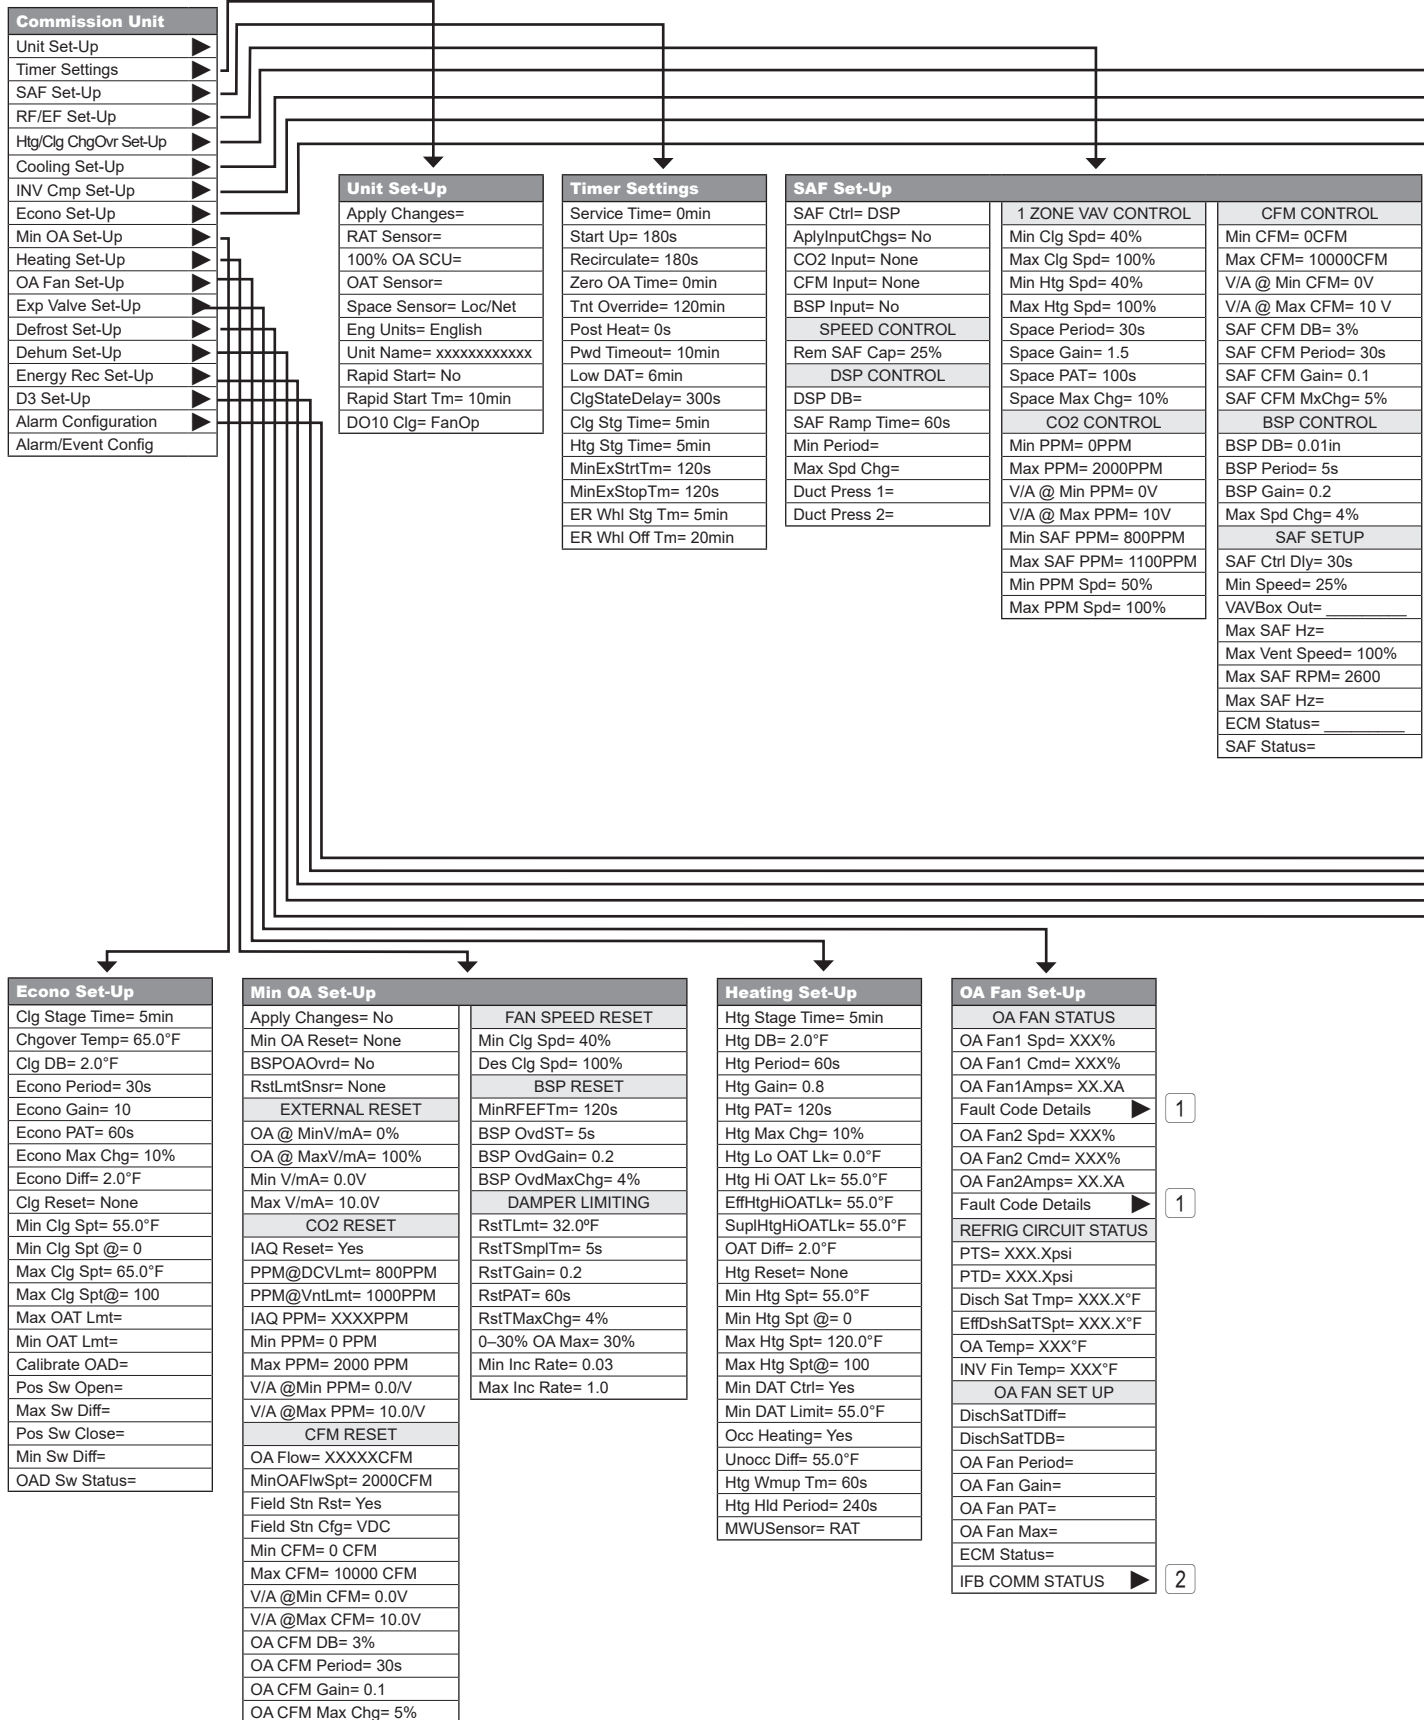 Commission Unit
Unit Set-Up
Timer Settings
SAF Set-Up
RF/EF Set-Up
Htg/Clg ChgOvr Set-Up
Cooling Set-Up
INV Cmp Set-Up
Econo Set-Up
Min OA Set-Up
Heating Set-Up
OA Fan Set-Up
Exp Valve Set-Up
Defrost Set-Up
Dehum Set-Up
Energy Rec Set-Up
D3 Set-Up
Alarm Configuration
Alarm/Event Config
Unit Set-Up
Apply Changes=
RAT Sensor=
100% OA SCU=
OAT Sensor=
Space Sensor= Loc/Net
Eng Units= English
Unit Name= xxxxxxxxxxxx
Rapid Start= No
Rapid Start Tm= 10min
DO10 Clg= FanOp
Timer Settings
Service Time= 0min
Start Up= 180s
Recirculate= 180s
Zero OA Time= 0min
Tnt Override= 120min
Post Heat= 0s
Pwd Timeout= 10min
Low DAT= 6min
ClgStateDelay= 300s
Clg Stg Time= 5min
Htg Stg Time= 5min
MinExStrtTm= 120s
MinExStopTm= 120s
ER Whl Stg Tm= 5min
ER Whl Off Tm= 20min
SAF Set-Up
SAF Ctrl= DSP
AplyInputChgs= No
CO2 Input= None
CFM Input= None
BSP Input= No
SPEED CONTROL
Rem SAF Cap= 25%
DSP CONTROL
DSP DB=
SAF Ramp Time= 60s
Min Period=
Max Spd Chg=
Duct Press 1=
Duct Press 2=
1 ZONE VAV CONTROL
Min Clg Spd= 40%
Max Clg Spd= 100%
Min Htg Spd= 40%
Max Htg Spd= 100%
Space Period= 30s
Space Gain= 1.5
Space PAT= 100s
Space Max Chg= 10%
CO2 CONTROL
Min PPM= 0PPM
Max PPM= 2000PPM
V/A @ Min PPM= 0V
V/A @ Max PPM= 10V
Min SAF PPM= 800PPM
Max SAF PPM= 1100PPM
Min PPM Spd= 50%
Max PPM Spd= 100%
CFM CONTROL
Min CFM= 0CFM
Max CFM= 10000CFM
V/A @ Min CFM= 0V
V/A @ Max CFM= 10 V
SAF CFM DB= 3%
SAF CFM Period= 30s
SAF CFM Gain= 0.1
SAF CFM MxChg= 5%
BSP CONTROL
BSP DB= 0.01in
BSP Period= 5s
BSP Gain= 0.2
Max Spd Chg= 4%
SAF SETUP
SAF Ctrl Dly= 30s
Min Speed= 25%
VAVBox Out= _________
Max SAF Hz=
Max Vent Speed= 100%
Max SAF RPM= 2600
Max SAF Hz=
ECM Status= _________
SAF Status=
Econo Set-Up
Clg Stage Time= 5min
Chgover Temp= 65.0°F
Clg DB= 2.0°F
Econo Period= 30s
Econo Gain= 10
Econo PAT= 60s
Econo Max Chg= 10%
Econo Diff= 2.0°F
Clg Reset= None
Min Clg Spt= 55.0°F
Min Clg Spt @= 0
Max Clg Spt= 65.0°F
Max Clg Spt@= 100
Max OAT Lmt=
Min OAT Lmt=
Calibrate OAD=
Pos Sw Open=
Max Sw Diff=
Pos Sw Close=
Min Sw Diff=
OAD Sw Status=
Min OA Set-Up
Apply Changes= No
Min OA Reset= None
BSPOAOvrd= No
RstLmtSnsr= None
EXTERNAL RESET
OA @ MinV/mA= 0%
OA @ MaxV/mA= 100%
Min V/mA= 0.0V
Max V/mA= 10.0V
CO2 RESET
IAQ Reset= Yes
PPM@DCVLmt= 800PPM
PPM@VntLmt= 1000PPM
IAQ PPM= XXXXPPM
Min PPM= 0 PPM
Max PPM= 2000 PPM
V/A @Min PPM= 0.0/V
V/A @Max PPM= 10.0/V
CFM RESET
OA Flow= XXXXXCFM
MinOAFlwSpt= 2000CFM
Field Stn Rst= Yes
Field Stn Cfg= VDC
Min CFM= 0 CFM
Max CFM= 10000 CFM
V/A @Min CFM= 0.0V
V/A @Max CFM= 10.0V
OA CFM DB= 3%
OA CFM Period= 30s
OA CFM Gain= 0.1
OA CFM Max Chg= 5%
FAN SPEED RESET
Min Clg Spd= 40%
Des Clg Spd= 100%
BSP RESET
MinRFEFTm= 120s
BSP OvdST= 5s
BSP OvdGain= 0.2
BSP OvdMaxChg= 4%
DAMPER LIMITING
RstTLmt= 32.0ºF
RstTSmplTm= 5s
RstTGain= 0.2
RstPAT= 60s
RstTMaxChg= 4%
0–30% OA Max= 30%
Min Inc Rate= 0.03
Max Inc Rate= 1.0
Heating Set-Up
Htg Stage Time= 5min
Htg DB= 2.0°F
Htg Period= 60s
Htg Gain= 0.8
Htg PAT= 120s
Htg Max Chg= 10%
Htg Lo OAT Lk= 0.0°F
Htg Hi OAT Lk= 55.0°F
EffHtgHiOATLk= 55.0°F
SuplHtgHiOATLk= 55.0°F
OAT Diff= 2.0°F
Htg Reset= None
Min Htg Spt= 55.0°F
Min Htg Spt @= 0
Max Htg Spt= 120.0°F
Max Htg Spt@= 100
Min DAT Ctrl= Yes
Min DAT Limit= 55.0°F
Occ Heating= Yes
Unocc Diff= 55.0°F
Htg Wmup Tm= 60s
Htg Hld Period= 240s
MWUSensor= RAT
OA Fan Set-Up
OA FAN STATUS
OA Fan1 Spd= XXX%
OA Fan1 Cmd= XXX%
OA Fan1Amps= XX.XA
Fault Code Details 1
OA Fan2 Spd= XXX%
OA Fan2 Cmd= XXX%
OA Fan2Amps= XX.XA
Fault Code Details 1
REFRIG CIRCUIT STATUS
PTS= XXX.Xpsi
PTD= XXX.Xpsi
Disch Sat Tmp= XXX.X°F
EffDshSatTSpt= XXX.X°F
OA Temp= XXX°F
INV Fin Temp= XXX°F
OA FAN SET UP
DischSatTDiff=
DischSatTDB=
OA Fan Period=
OA Fan Gain=
OA Fan PAT=
OA Fan Max=
ECM Status=
IFB COMM STATUS 2